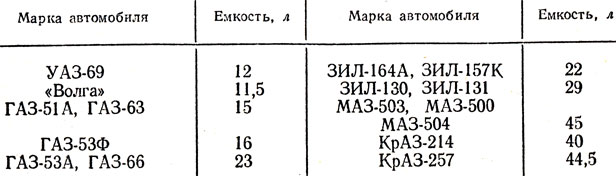 Марка автомобиля Емкость, л Марка автомобиля Емкость, л
УАЗ-69 12 ЗИЛ-164А, ЗИЛ-157К 22
«Волга» 11,5 ЗИЛ-130, ЗИЛ-131 29
ГАЗ-51А, ГАЗ-63 15 МАЗ-503, МАЗ-500
МАЗ-504 45
ГАЗ-53Ф 16 КрАЗ-214 40
ГАЗ-53А, ГАЗ-66 23 КрАЗ-257 44,5